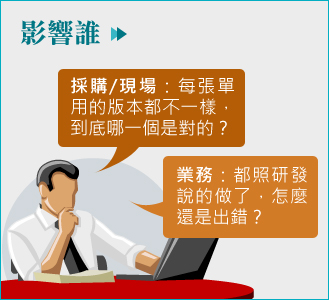 影響誰
採購/現場：每張單
用的版本都不一樣，
到底哪一個是對的？
業務：都照研發
說的做了，怎麼
還是出錯？